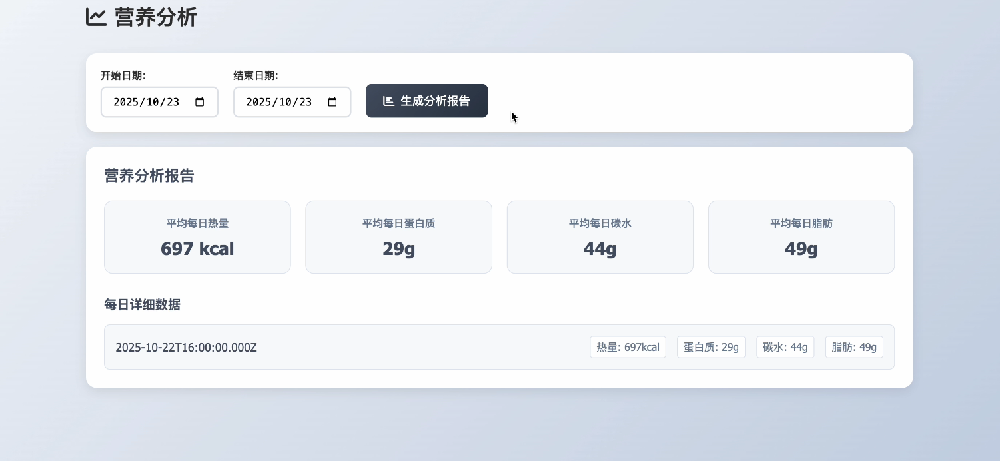 营养分析
开始日期:
结束日期:
2025/10/23
2025/10/23
生成分析报告
营养分析报告
平均每日热量
697 kcal
平均每日蛋白质
29g
平均每日碳水
44g
平均每日脂肪
49g
每日详细数据
2025-10-22T16:00:00.000Z
热量: 697kcal
蛋白质: 29g
碳水: 44g
脂肪: 49g